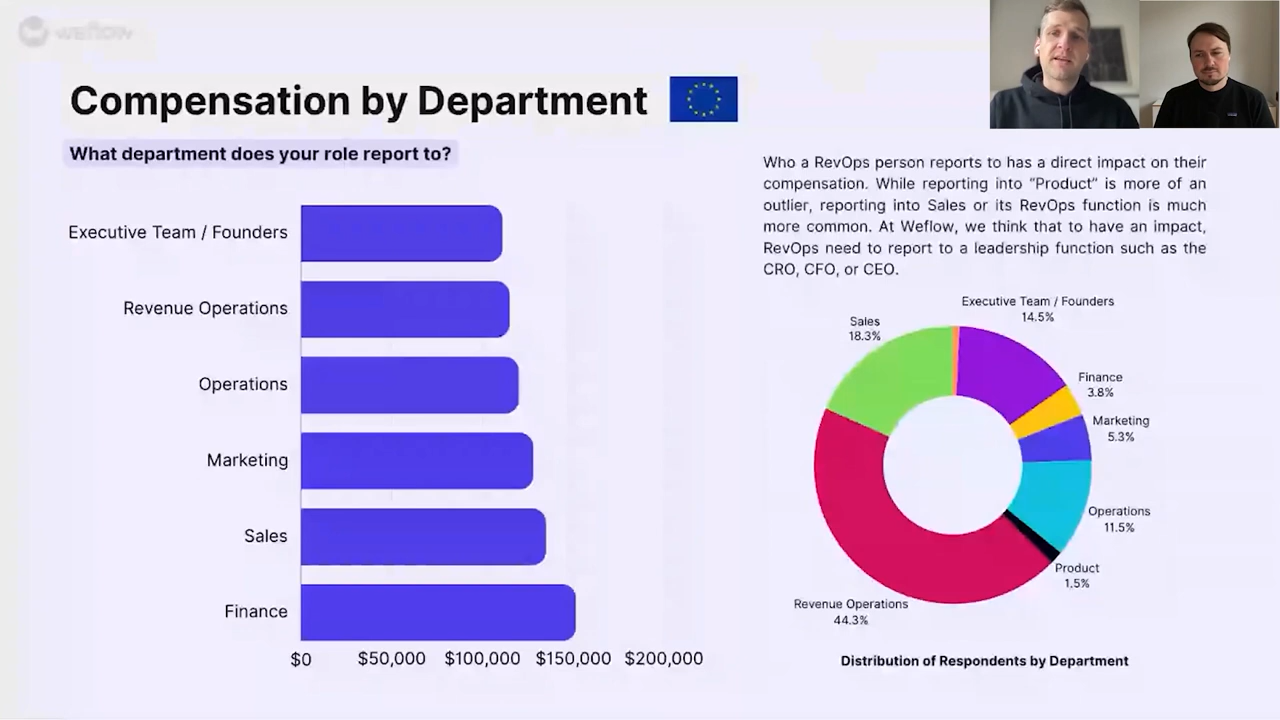 weflow
Compensation by Department
What department does your role report to?
Executive Team / Founders
Revenue Operations
Operations
Marketing
Sales
Finance
$0
$50,000
$100,000
$150,000
$200,000
Who a RevOps person reports to has a direct impact on their
compensation. While reporting into “Product” is more of an
outlier, reporting into Sales or its RevOps function is much
more common. At Weflow, we think that to have an impact,
RevOps need to report to a leadership function such as the
CRO, CFO, or CEO.
Executive Team / Founders
14.5%
Sales
18.3%
Finance
3.8%
Marketing
5.3%
Operations
11.5%
Product
1.5%
Revenue Operations
44.3%
Distribution of Respondents by Department